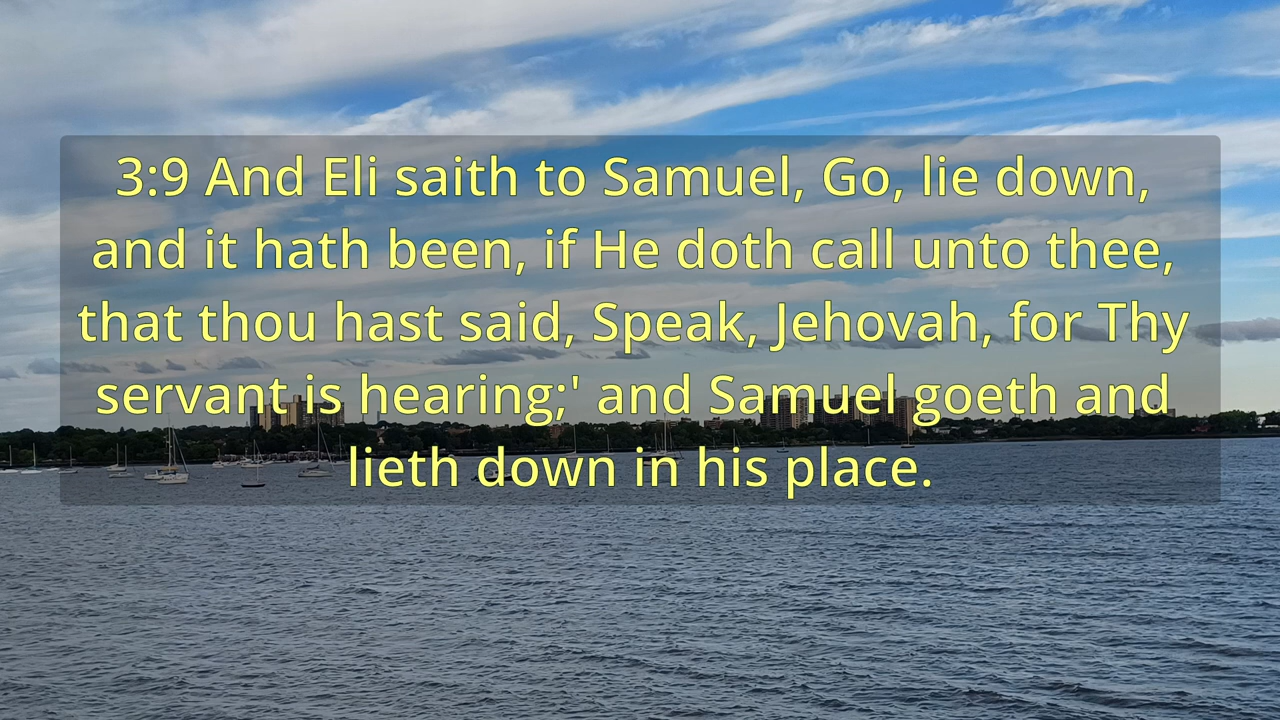 3:9 And Eli saith to Samuel, Go, lie down,
and it hath been, if He doth call unto thee,
that thou hast said, Speak, Jehovah, for Thy
servant is hearing;' and Samuel goeth and
lieth down in his place.